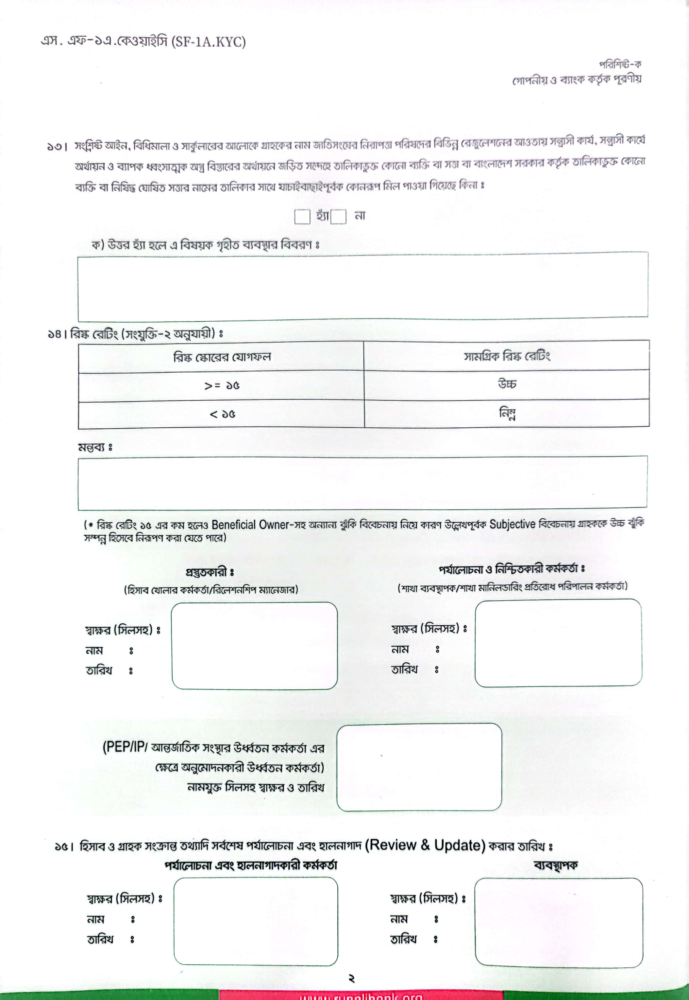 এস. এফ-১এ.কেওয়াইসি (SF-1A.KYC)
পরিশিষ্ট-ক
গোপনীয় ও ব্যাংক কর্তৃক পূরণীয়
১৩। সংশ্লিষ্ট আইন, বিধিমালা ও সার্কুলারের আলোকে গ্রাহকের নাম জাতিসংঘের নিরাপত্তা পরিষদের বিভিন্ন রেজুলেশনের আওতায় সন্ত্রাসী কার্য, সন্ত্রাসী কার্যে
অর্থায়ন ও ব্যাপক ধ্বংসাত্মক অস্ত্র বিস্তারের অর্থায়নে জড়িত সন্দেহে তালিকাভুক্ত কোনো ব্যক্তি বা সত্তা বা বাংলাদেশ সরকার কর্তৃক তালিকাভুক্ত কোনো
ব্যক্তি বা নিষিদ্ধ ঘোষিত সত্তার নামের তালিকার সাথে যাচাইবাছাইপূর্বক কোনরূপ মিল পাওয়া গিয়েছে কিনা ঃ
হ্যাঁ না
ক) উত্তর হ্যাঁ হলে এ বিষয়ক গৃহীত ব্যবস্থার বিবরণ ঃ
১৪। রিস্ক রেটিং (সংযুক্তি-২ অনুযায়ী) ঃ
রিস্ক স্কোরের যোগফল সামগ্রিক রিস্ক রেটিং
>= ১৫ উচ্চ
< ১৫ নিম্ন
মন্তব্য ঃ
(* রিস্ক রেটিং ১৫ এর কম হলেও Beneficial Owner-সহ অন্যান্য ঝুঁকি বিবেচনায় নিয়ে কারণ উল্লেখপূর্বক Subjective বিবেচনায় গ্রাহককে উচ্চ ঝুঁকি
সম্পন্ন হিসেবে নিরূপণ করা যেতে পারে)
প্রস্তুতকারী ঃ পর্যালোচনা ও নিশ্চিতকারী কর্মকর্তা ঃ
(হিসাব খোলার কর্মকর্তা/রিলেশনশিপ ম্যানেজার) (শাখা ব্যবস্থাপক/শাখা মানিলন্ডারিং প্রতিরোধ পরিপালন কর্মকর্তা)
স্বাক্ষর (সিলসহ) ঃ স্বাক্ষর (সিলসহ) ঃ
নাম ঃ নাম ঃ
তারিখ ঃ তারিখ ঃ
(PEP/IP/ আন্তর্জাতিক সংস্থার উর্ধ্বতন কর্মকর্তা এর
ক্ষেত্রে অনুমোদনকারী উর্ধ্বতন কর্মকর্তা)
নামযুক্ত সিলসহ স্বাক্ষর ও তারিখ
১৫। হিসাব ও গ্রাহক সংক্রান্ত তথ্যাদি সর্বশেষ পর্যালোচনা এবং হালনাগাদ (Review & Update) করার তারিখ ঃ
পর্যালোচনা এবং হালনাগাদকারী কর্মকর্তা ব্যবস্থাপক
স্বাক্ষর (সিলসহ) ঃ স্বাক্ষর (সিলসহ) ঃ
নাম ঃ নাম ঃ
তারিখ ঃ তারিখ ঃ
২